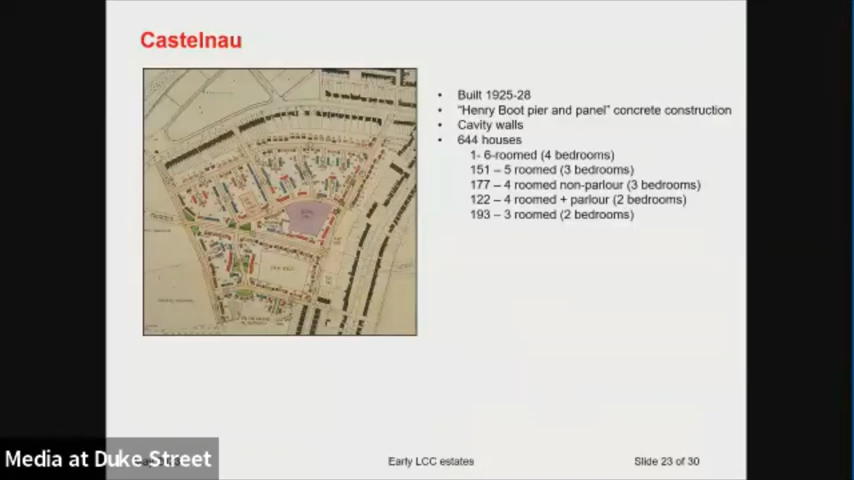 Castelnau
• Built 1925-28
• "Henry Boot pier and panel" concrete construction
• Cavity walls
• 644 houses
1- 6-roomed (4 bedrooms)
151 – 5 roomed (3 bedrooms)
177 – 4 roomed non-parlour (3 bedrooms)
122 – 4 roomed + parlour (2 bedrooms)
193 – 3 roomed (2 bedrooms)
Media at Duke Street
Early LCC estates
Slide 23 of 30